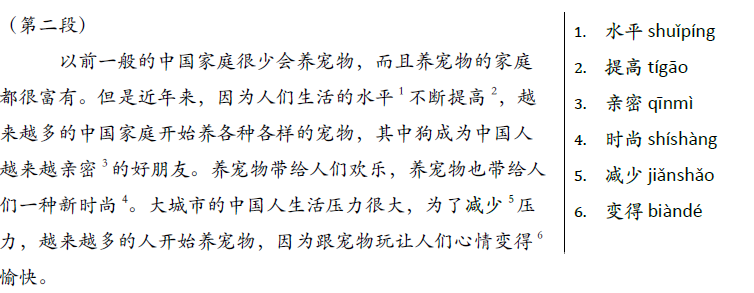 （第二段）
以前一般的中国家庭很少会养宠物，而且养宠物的家庭
都很富有。但是近年来，因为人们生活的水平1不断提高2，越
来越多的中国家庭开始养各种各样的宠物，其中狗成为中国人
越来越亲密3的好朋友。养宠物带给人们欢乐，养宠物也带给人
们一种新时尚4。大城市的中国人生活压力很大，为了减少5压
力，越来越多的人开始养宠物，因为跟宠物玩让人们心情变得6
愉快。
1. 水平 shuǐpíng
2. 提高 tígāo
3. 亲密 qīnmì
4. 时尚 shíshàng
5. 减少 jiǎnshǎo
6. 变得 biàndé